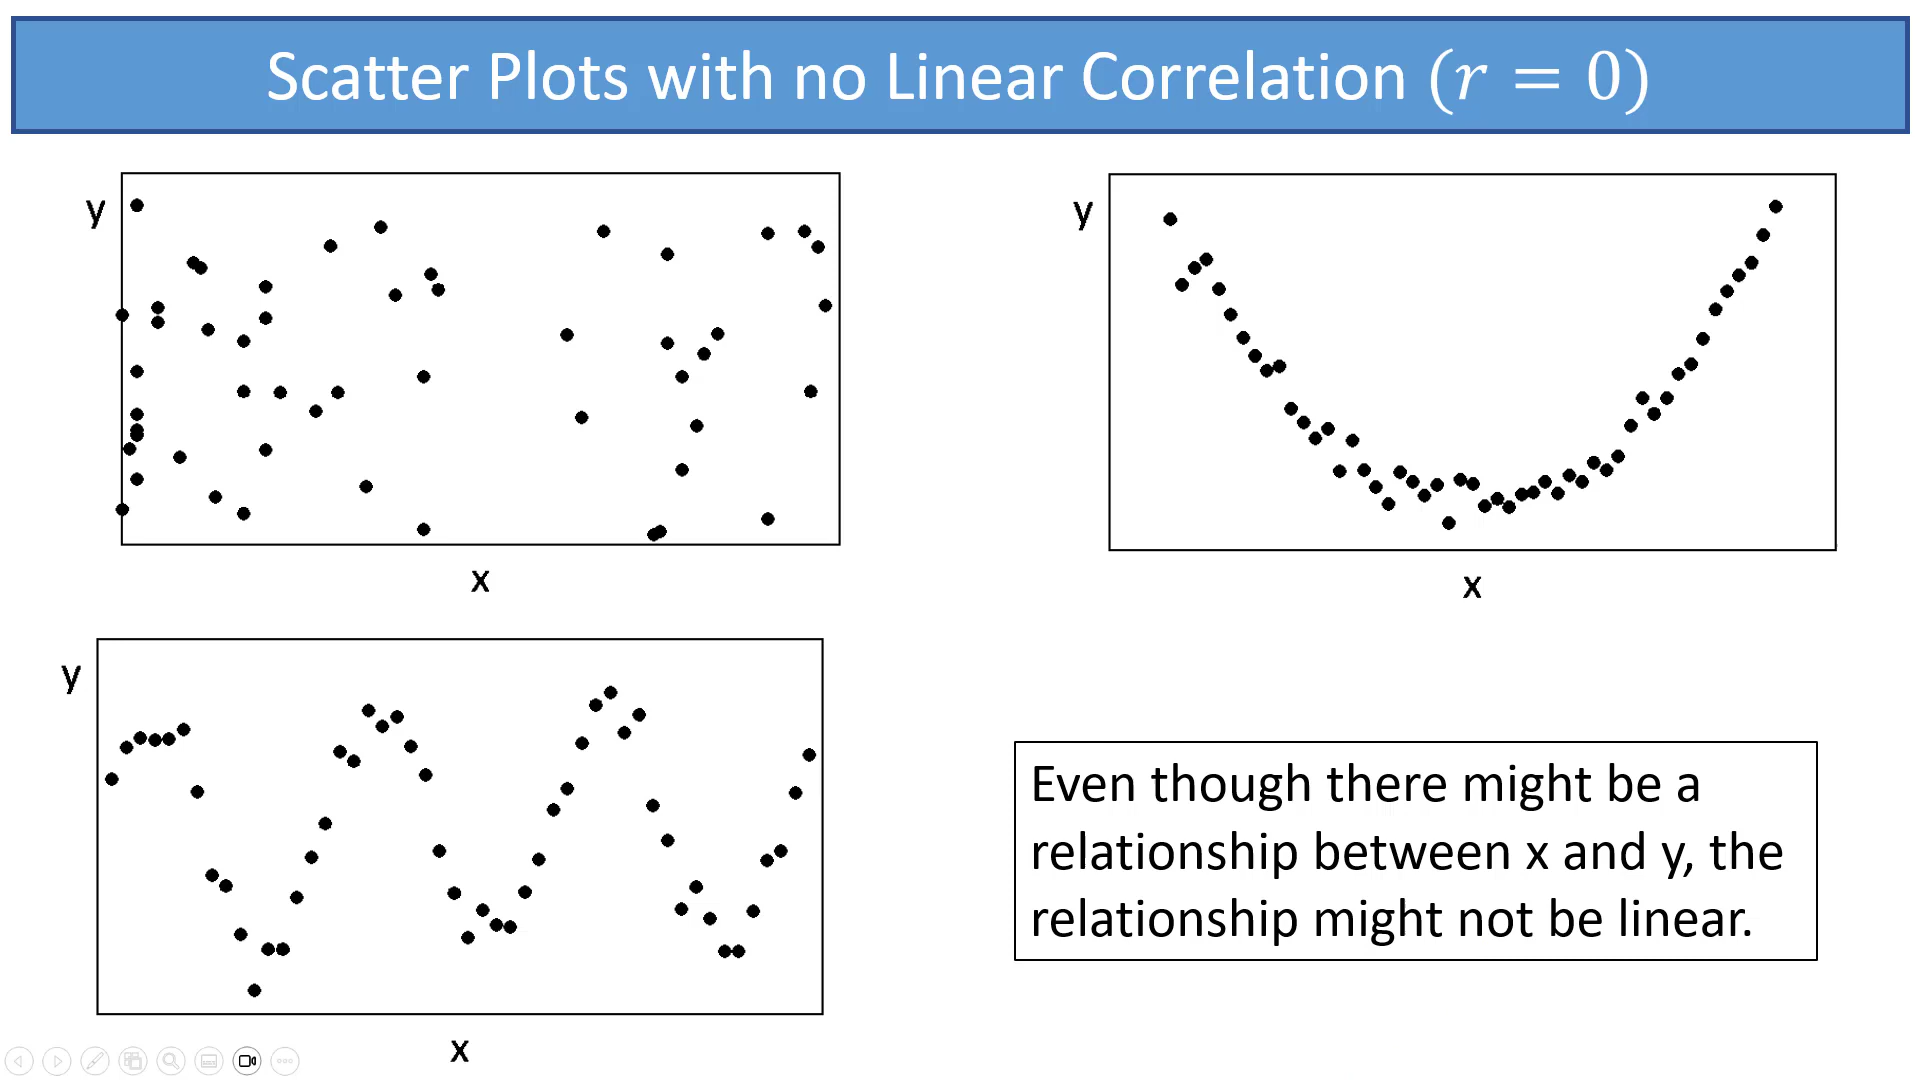 Scatter Plots with no Linear Correlation (r = 0)
y
x
y
x
y
x
Even though there might be a
relationship between x and y, the
relationship might not be linear.